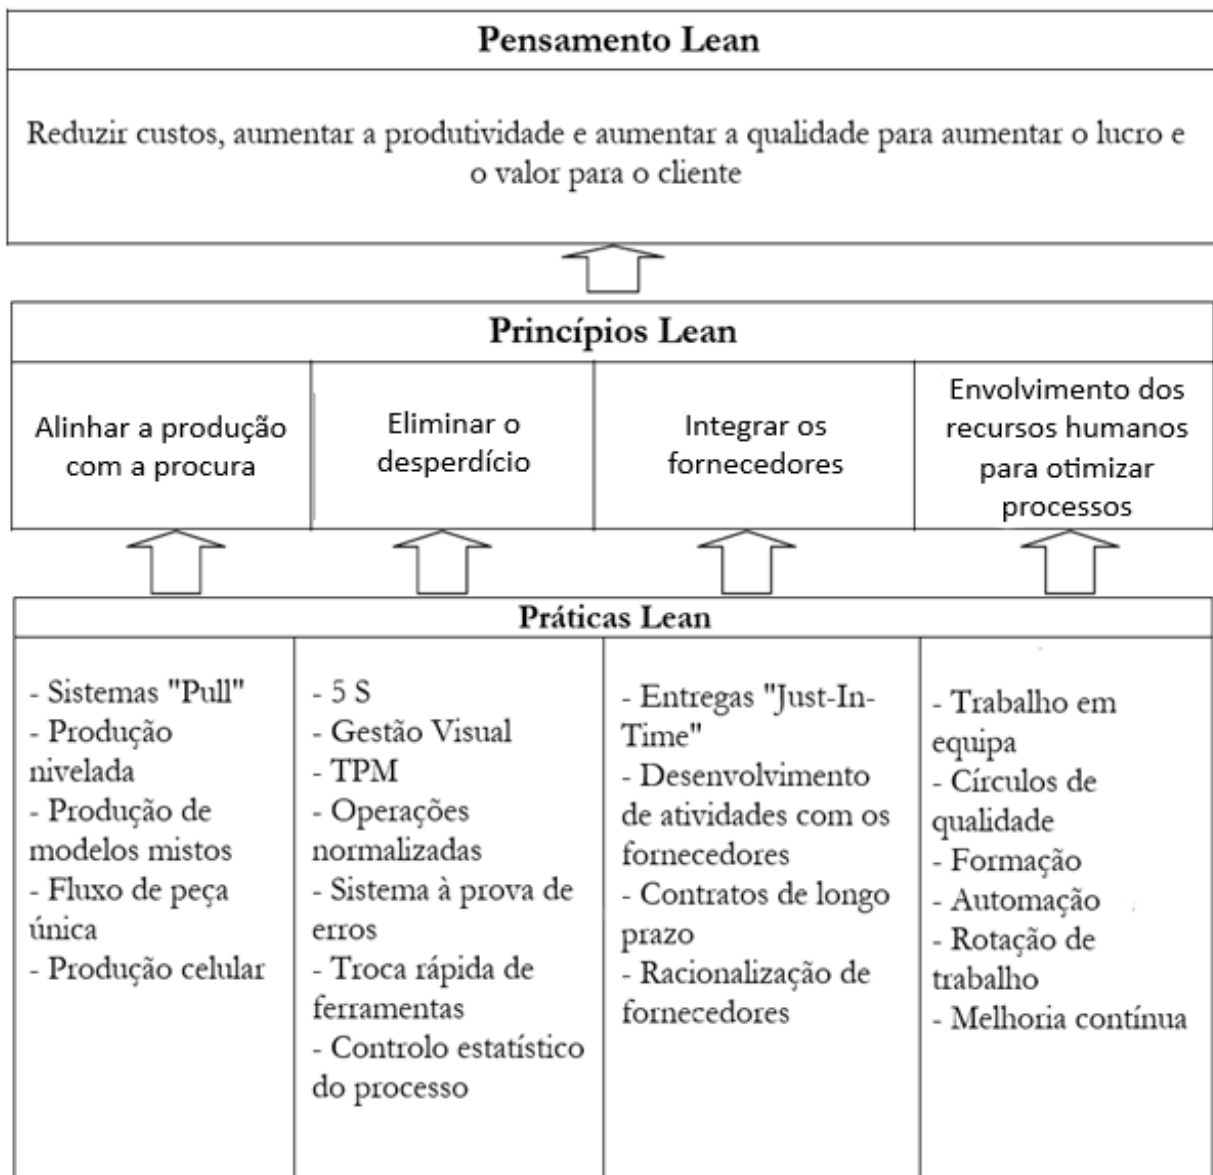 Pensamento Lean
Reduzir custos, aumentar a produtividade e aumentar a qualidade para aumentar o lucro e
o valor para o cliente
Princípios Lean
Alinhar a produção
com a procura
Eliminar o
desperdício
Integrar os
fornecedores
Envolvimento dos
recursos humanos
para otimizar
processos
Práticas Lean
- Sistemas "Pull"
- Produção
nivelada
- Produção de
modelos mistos
- Fluxo de peça
única
- Produção celular
- 5 S
- Gestão Visual
- TPM
- Operações
normalizadas
- Sistema à prova de
erros
- Troca rápida de
ferramentas
- Controlo estatístico
do processo
- Entregas "Just-In-
Time"
- Desenvolvimento
de atividades com os
fornecedores
- Contratos de longo
prazo
- Racionalização de
fornecedores
- Trabalho em
equipa
- Círculos de
qualidade
- Formação
- Automação
- Rotação de
trabalho
- Melhoria contínua